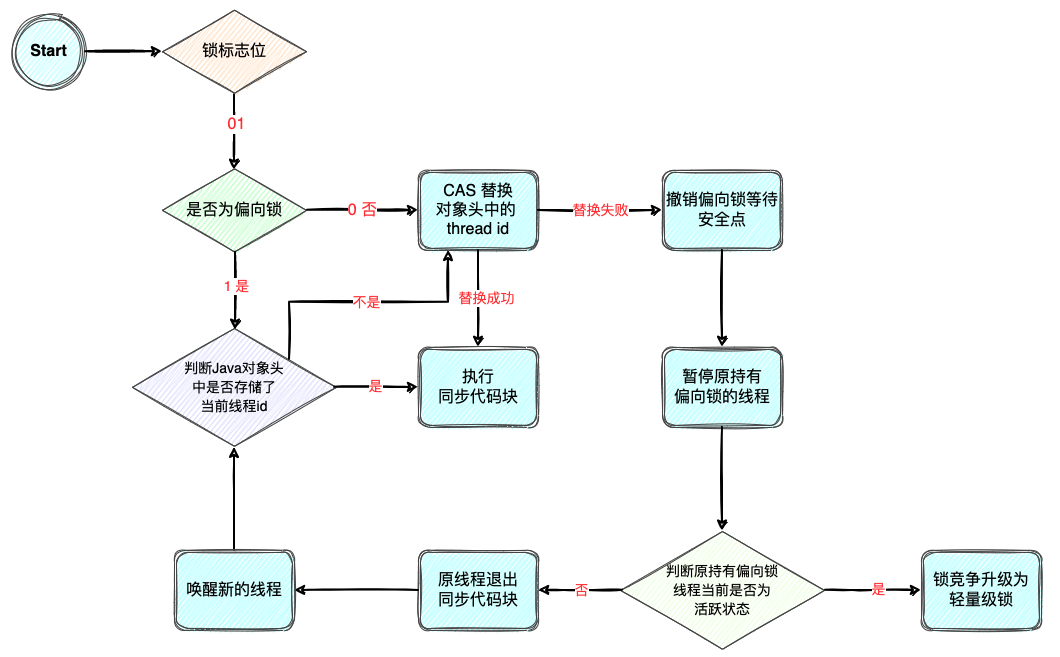 Start
锁标志位
01
是否为偏向锁
0 否
CAS 替换
对象头中的
thread id
替换失败
撤销偏向锁等待
安全点
1 是
不是
替换成功
判断Java对象头
中是否存储了
当前线程id
是
执行
同步代码块
暂停原持有
偏向锁的线程
唤醒新的线程
原线程退出
同步代码块
否
判断原持有偏向锁
线程当前是否为
活跃状态
是
锁竞争升级为
轻量级锁